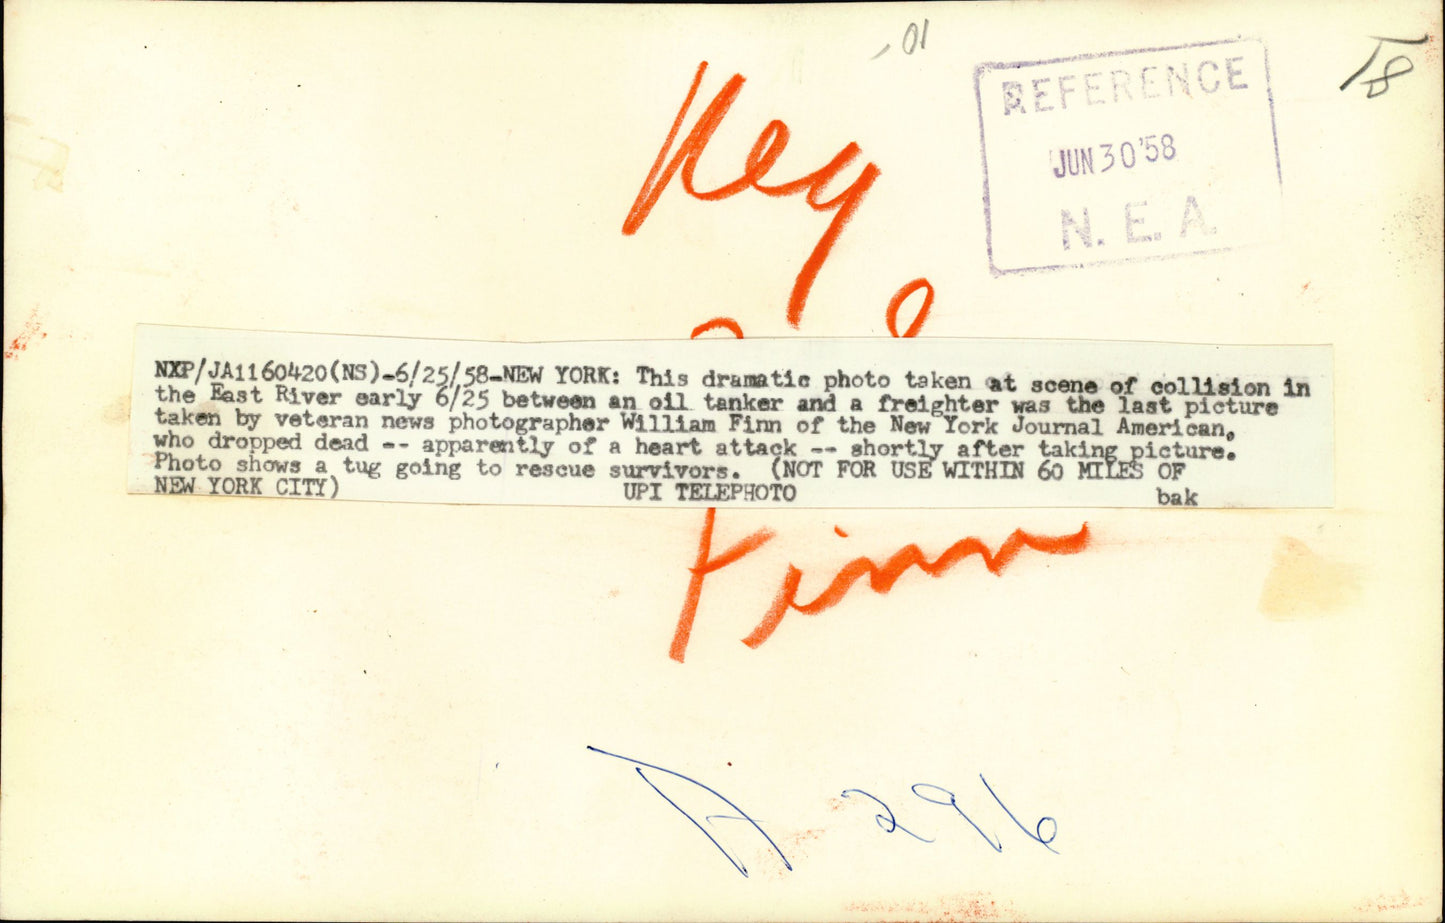 01
18
REFERENCE
JUN 30 '58
N. E. A.
Neg
NXP/JA1160420(NS)-6/25/58-NEW YORK: This dramatic photo taken at scene of collision in
the East River early 6/25 between an oil tanker and a freighter was the last picture
taken by veteran news photographer William Finn of the New York Journal American,
who dropped dead -- apparently of a heart attack -- shortly after taking picture.
Photo shows a tug going to rescue survivors. (NOT FOR USE WITHIN 60 MILES OF
NEW YORK CITY) UPI TELEPHOTO bak
Finn
A 296